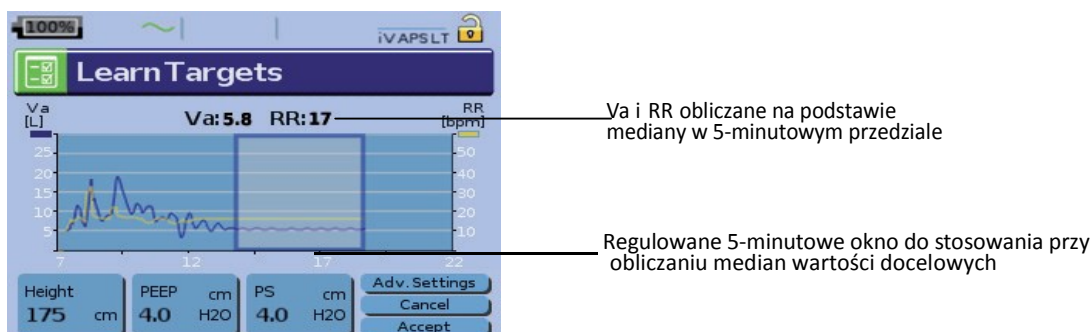 100%
iVAPS LT
Learn Targets
Va
[L]
Va: 5.8 RR: 17
RR
[bpm]
25
20
15
10
5
50
40
30
20
10
7 12 17 22
Height
175 cm
PEEP cm
4.0 H2O
PS cm
4.0 H2O
Adv. Settings
Cancel
Accept
Va i RR obliczane na podstawie
mediany w 5-minutowym przedziale
Regulowane 5-minutowe okno do stosowania przy
obliczaniu median wartości docelowych